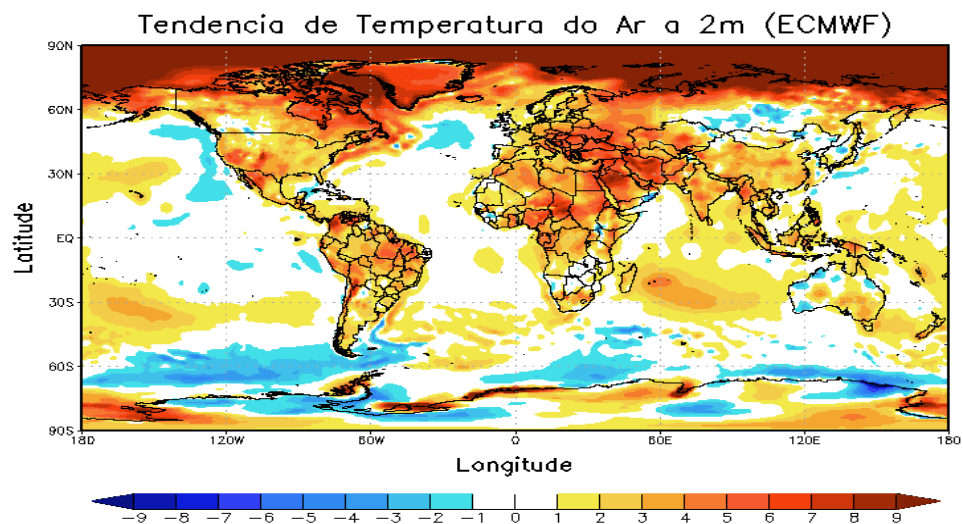 Tendencia de Temperatura do Ar a 2m (ECMWF)
90N
60N
30N
EQ
30S
60S
90S
Latitude
180 120W 60W 0 60E 120E 180
Longitude
-9 -8 -7 -6 -5 -4 -3 -2 -1 0 1 2 3 4 5 6 7 8 9